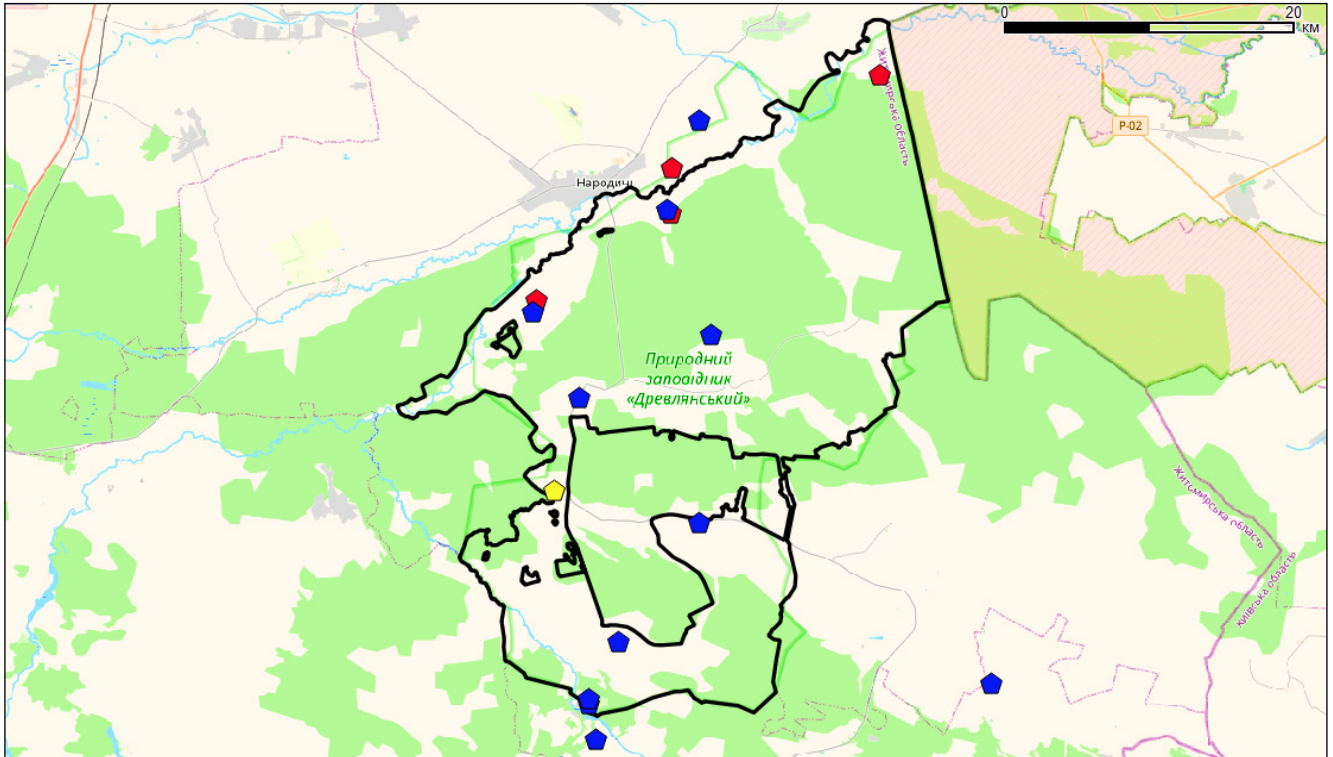 0
20
км
Житомирська область
Р-02
Народичі
Природний
заповідник
«Древлянський»
Житомирська область
Київська область